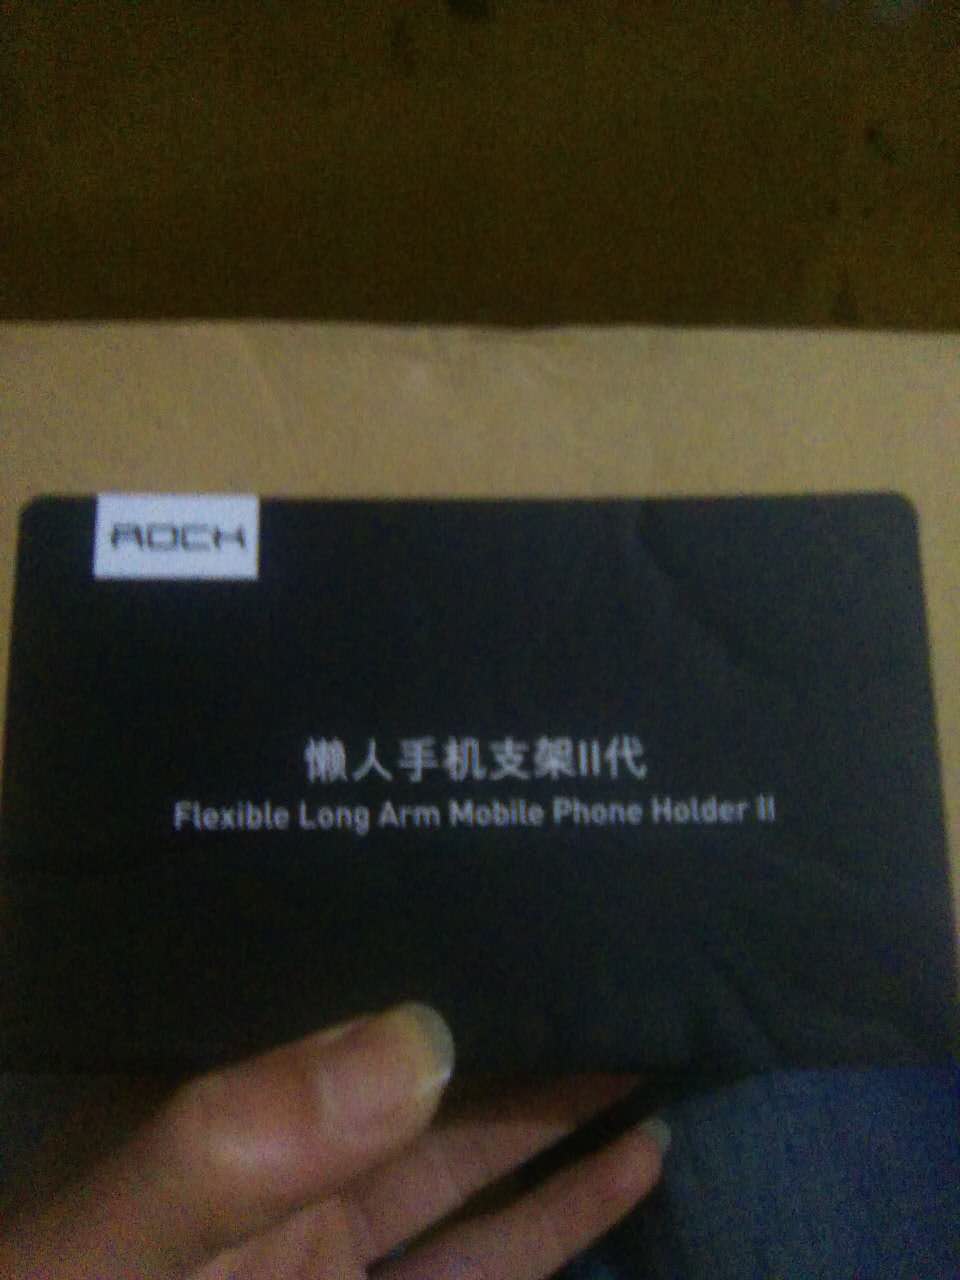 ROCK
懒人手机支架II代
Flexible Long Arm Mobile Phone Holder II